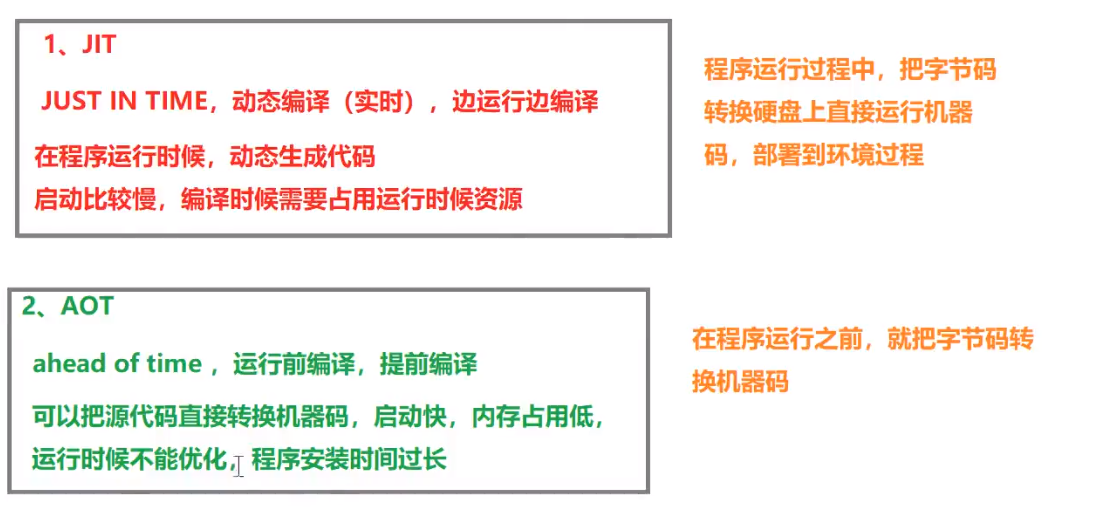 1、JIT
JUST IN TIME，动态编译（实时），边运行边编译
在程序运行时候，动态生成代码
启动比较慢，编译时候需要占用运行时候资源
程序运行过程中，把字节码
转换硬盘上直接运行机器
码，部署到环境过程
2、AOT
ahead of time ，运行前编译，提前编译
可以把源代码直接转换机器码，启动快，内存占用低，
运行时候不能优化，程序安装时间过长
在程序运行之前，就把字节码转
换机器码